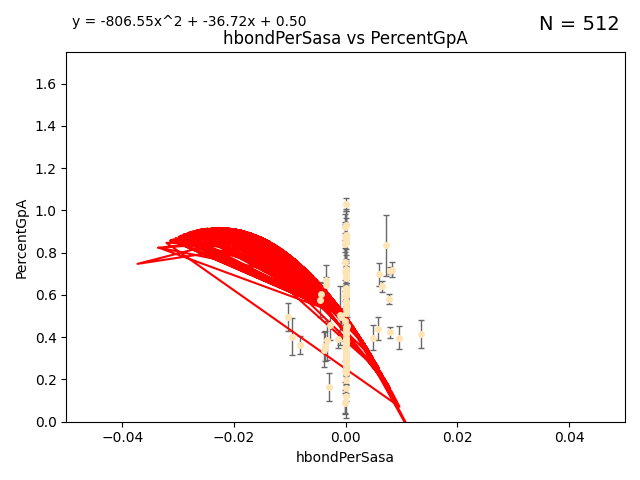 y = -806.55x^2 + -36.72x + 0.50
N = 512
hbondPerSasa vs PercentGpA
PercentGpA
1.6
1.4
1.2
1.0
0.8
0.6
0.4
0.2
0.0
−0.04 −0.02 0.00 0.02 0.04
hbondPerSasa